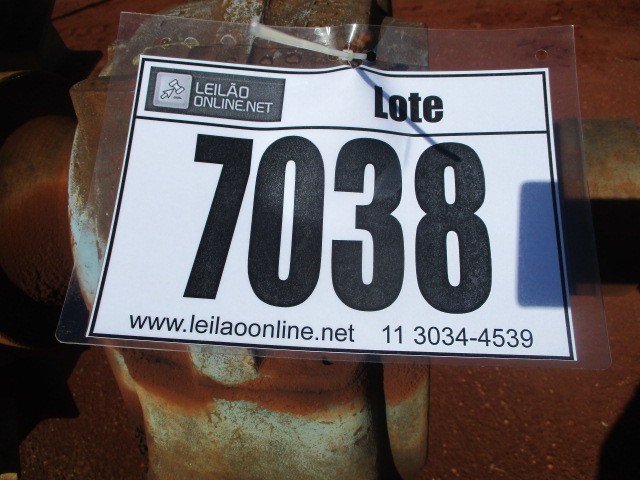 LEILÃO
ONLINE.NET
Lote
7038
www.leilaoonline.net 11 3034-4539